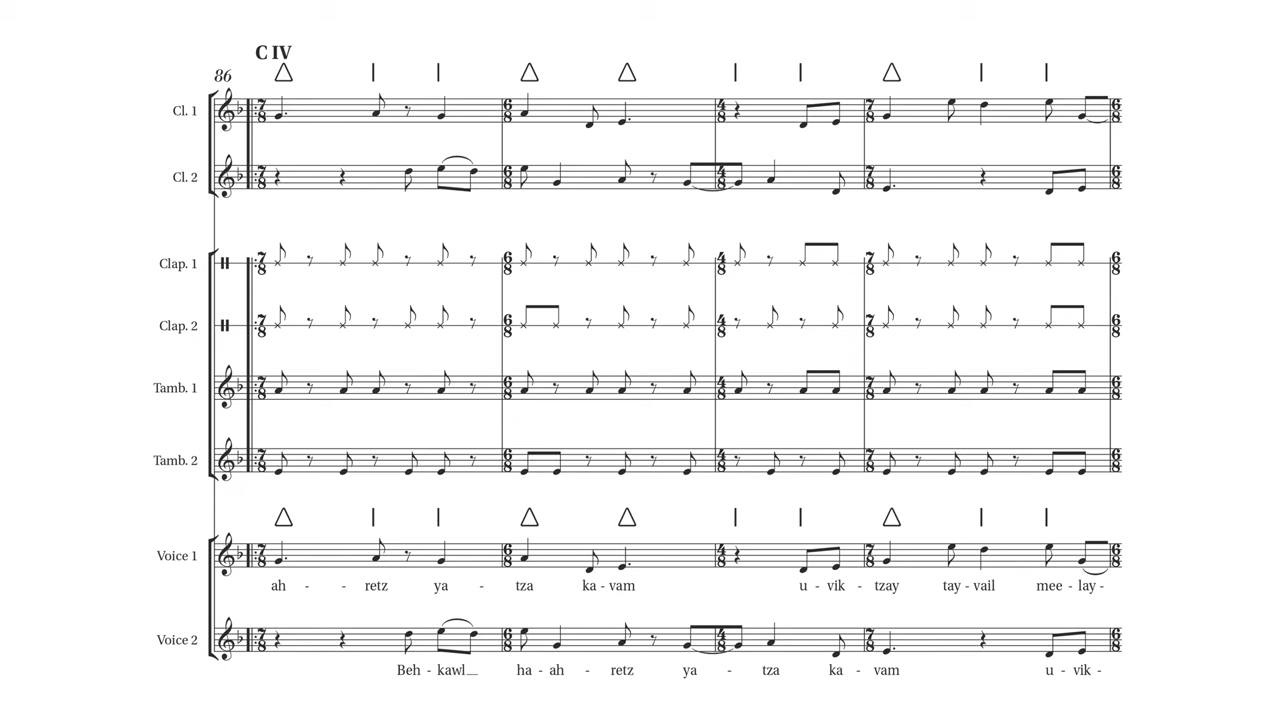 C IV
86
Cl. 1
Cl. 2
Clap. 1
Clap. 2
Tamb. 1
Tamb. 2
Voice 1
ah - - retz ya - tza ka - vam u - vik - tzay tay - vail mee - lay -
Voice 2
Beh - kawl__ ha - ah - retz ya - tza ka - vam u - vik -